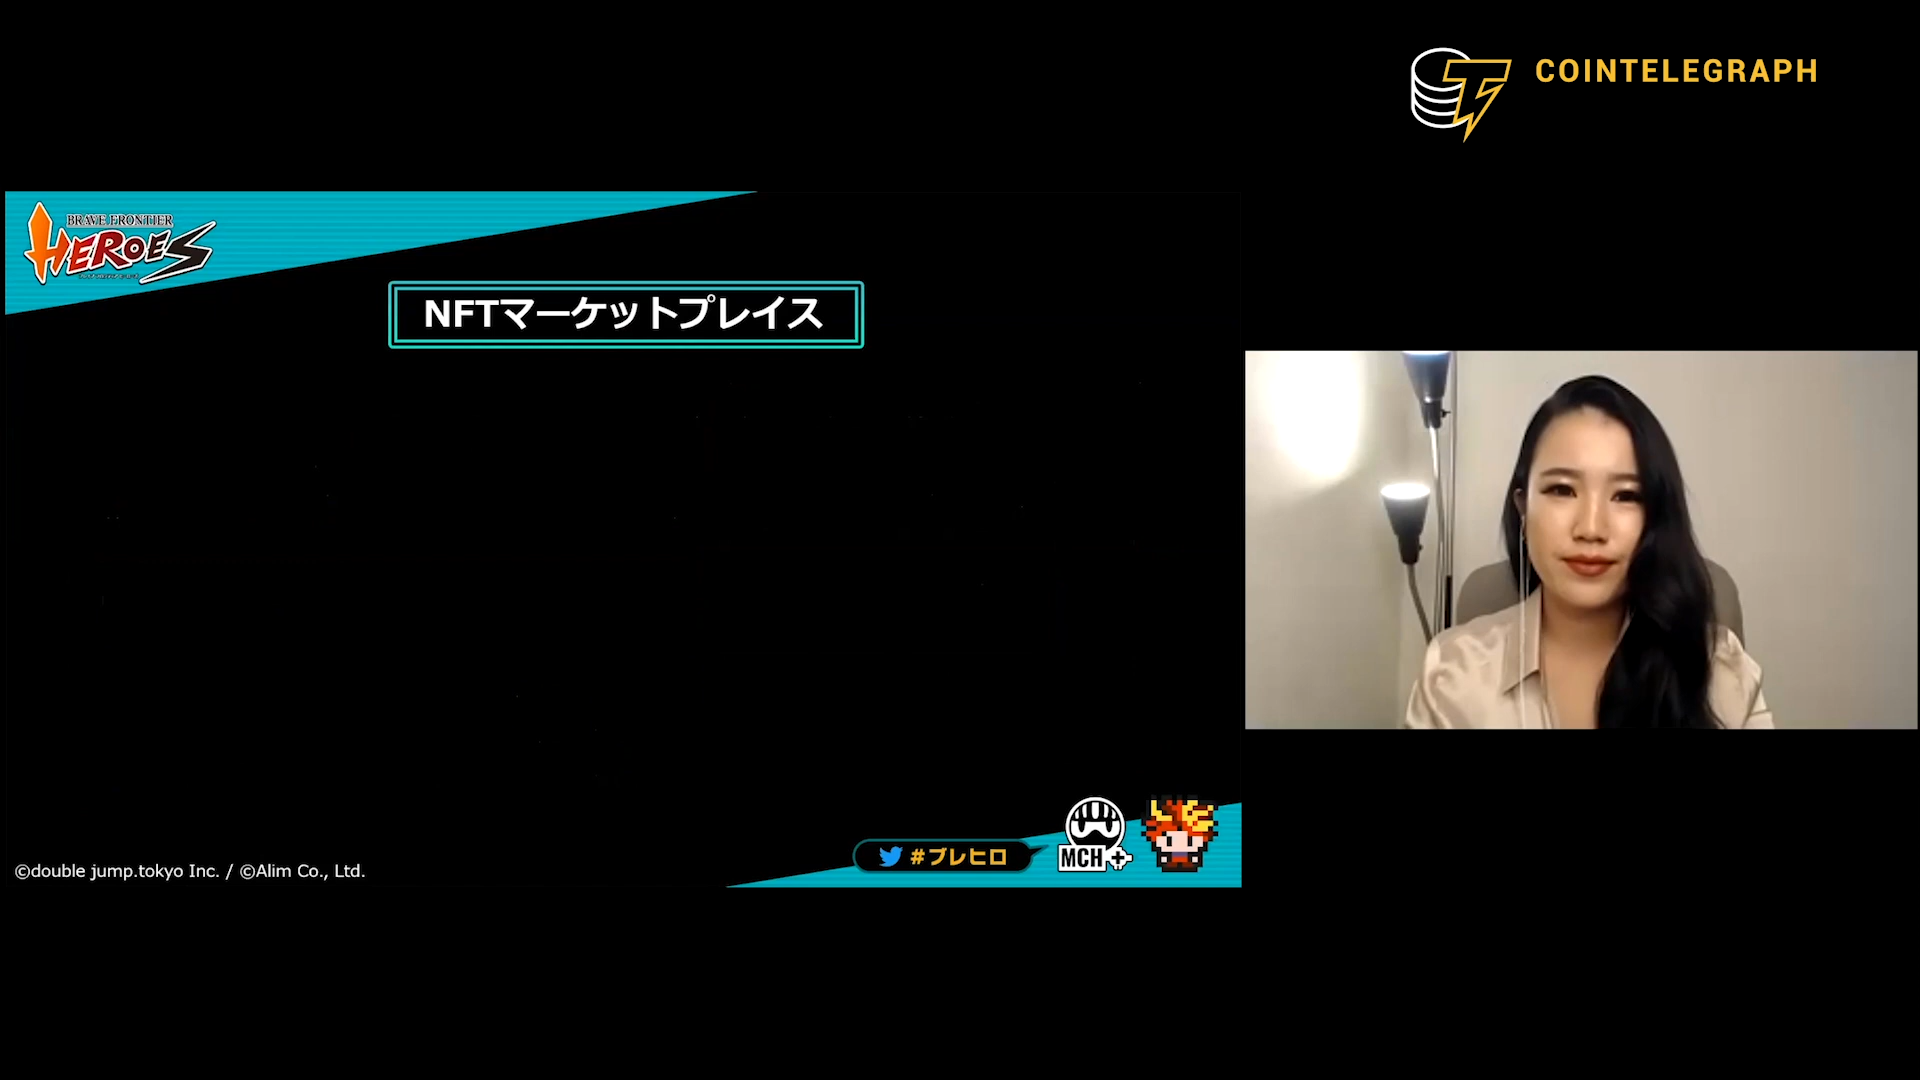 COINTELEGRAPH
BRAVE FRONTIER
HEROES
NFTマーケットプレイス
#ブレヒロ
MCH+
©double jump.tokyo Inc. / ©Alim Co., Ltd.